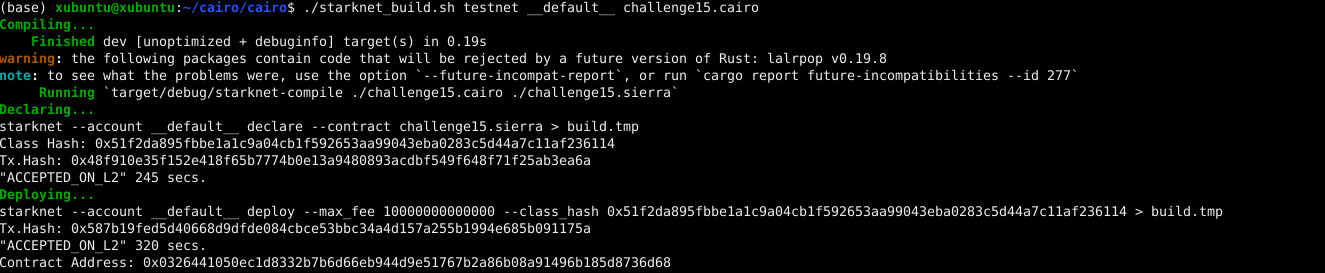 (base) xubuntu@xubuntu:~/cairo/cairo$ ./starknet_build.sh testnet __default__ challenge15.cairo
Compiling...
    Finished dev [unoptimized + debuginfo] target(s) in 0.19s
warning: the following packages contain code that will be rejected by a future version of Rust: lalrpop v0.19.8
note: to see what the problems were, use the option `--future-incompat-report`, or run `cargo report future-incompatibilities --id 277`
     Running `target/debug/starknet-compile ./challenge15.cairo ./challenge15.sierra`
Declaring...
starknet --account __default__ declare --contract challenge15.sierra > build.tmp
Class Hash: 0x51f2da895fbbe1a1c9a04cb1f592653aa99043eba0283c5d44a7c11af236114
Tx.Hash: 0x48f910e35f152e418f65b7774b0e13a9480893acdbf549f648f71f25ab3ea6a
"ACCEPTED_ON_L2" 245 secs.
Deploying...
starknet --account __default__ deploy --max_fee 10000000000000 --class_hash 0x51f2da895fbbe1a1c9a04cb1f592653aa99043eba0283c5d44a7c11af236114 > build.tmp
Tx.Hash: 0x587b19fed5d40668d9dfde084cbce53bbc34a4d157a255b1994e685b091175a
"ACCEPTED_ON_L2" 320 secs.
Contract Address: 0x0326441050ec1d8332b7b6d66eb944d9e51767b2a86b08a91496b185d8736d68